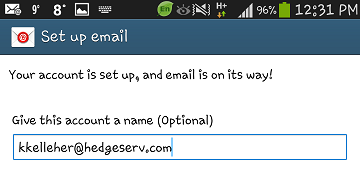 9° 8° En H+ 96% 12:31 PM
Set up email
Your account is set up, and email is on its way!
Give this account a name (Optional)
kkelleher@hedgeserv.com